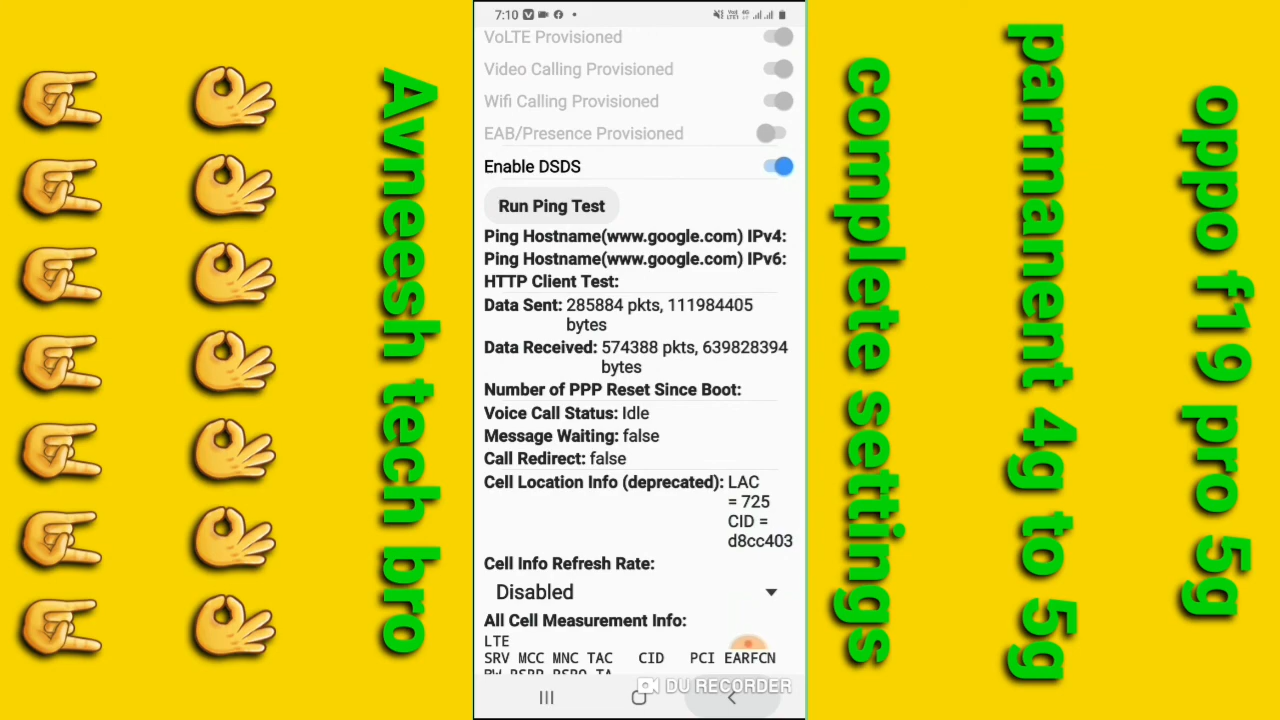 Avneesh tech bro
7:10
VoLTE Provisioned
Video Calling Provisioned
Wifi Calling Provisioned
EAB/Presence Provisioned
Enable DSDS
Run Ping Test
Ping Hostname(www.google.com) IPv4:
Ping Hostname(www.google.com) IPv6:
HTTP Client Test:
Data Sent: 285884 pkts, 111984405
bytes
Data Received: 574388 pkts, 639828394
bytes
Number of PPP Reset Since Boot:
Voice Call Status: Idle
Message Waiting: false
Call Redirect: false
Cell Location Info (deprecated): LAC
= 725
CID =
d8cc403
Cell Info Refresh Rate:
Disabled
All Cell Measurement Info:
LTE
SRV MCC MNC TAC CID PCI EARFCN
DU RECORDER
oppo f19 pro 5g
parmanent 4g to 5g
complete settings